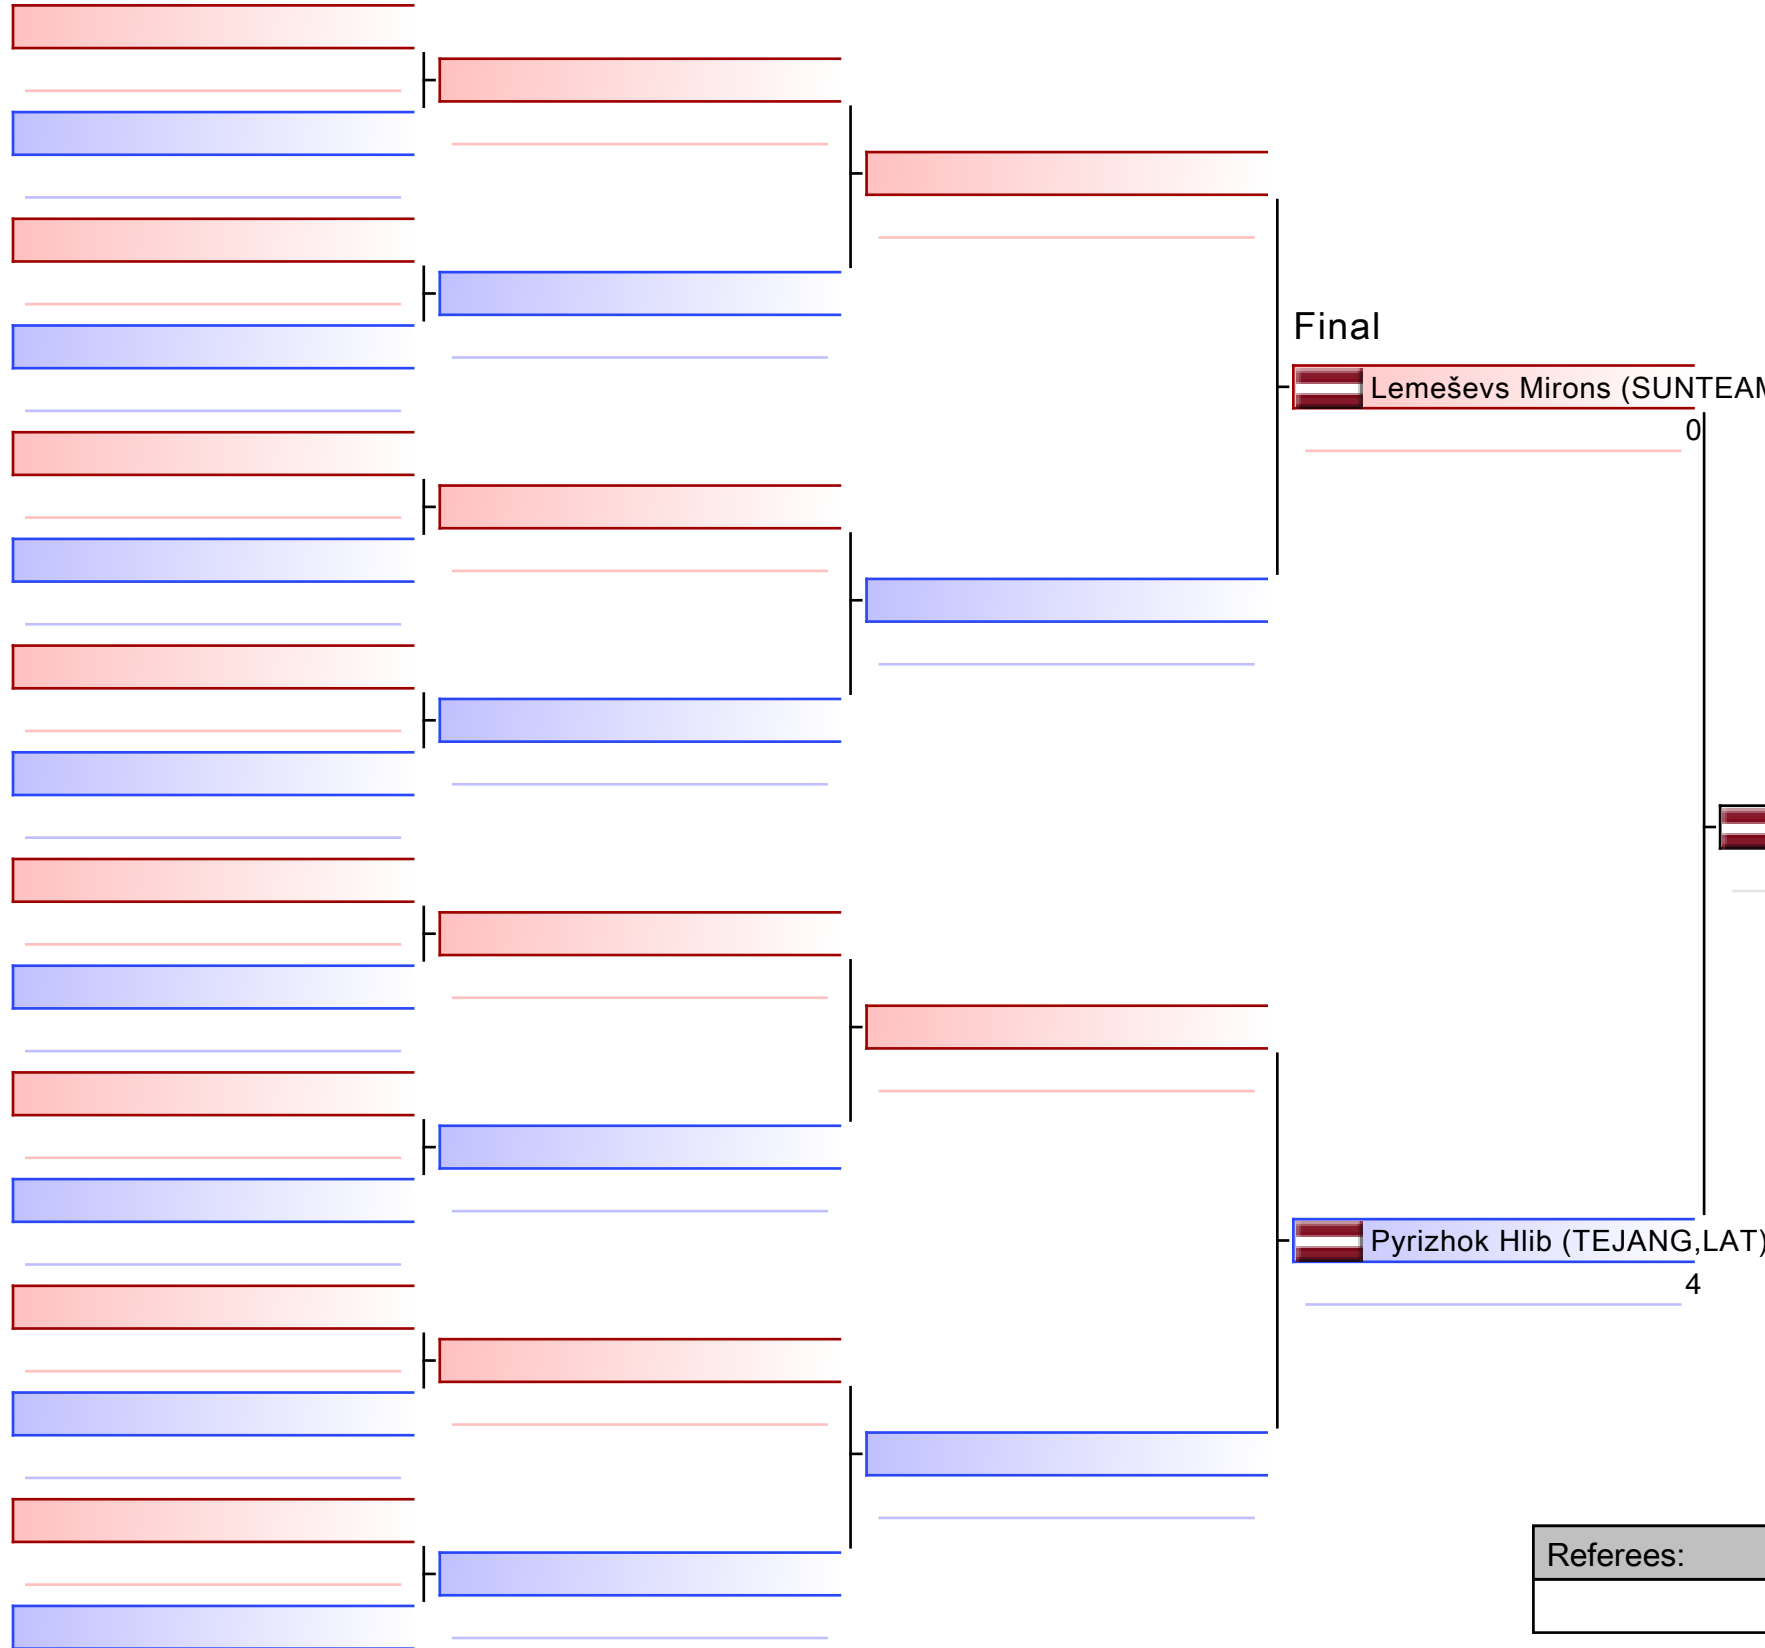 Final
Lemeševs Mirons (SUNTEAM
0
Pyrizhok Hlib (TEJANG,LAT)
4
Referees: